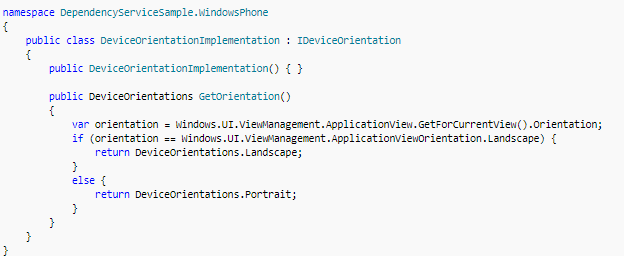 namespace DependencyServiceSample.WindowsPhone
{
    public class DeviceOrientationImplementation : IDeviceOrientation
    {
        public DeviceOrientationImplementation() { }

        public DeviceOrientations GetOrientation()
        {
            var orientation = Windows.UI.ViewManagement.ApplicationView.GetForCurrentView().Orientation;
            if (orientation == Windows.UI.ViewManagement.ApplicationViewOrientation.Landscape) {
                return DeviceOrientations.Landscape;
            }
            else {
                return DeviceOrientations.Portrait;
            }
        }
    }
}